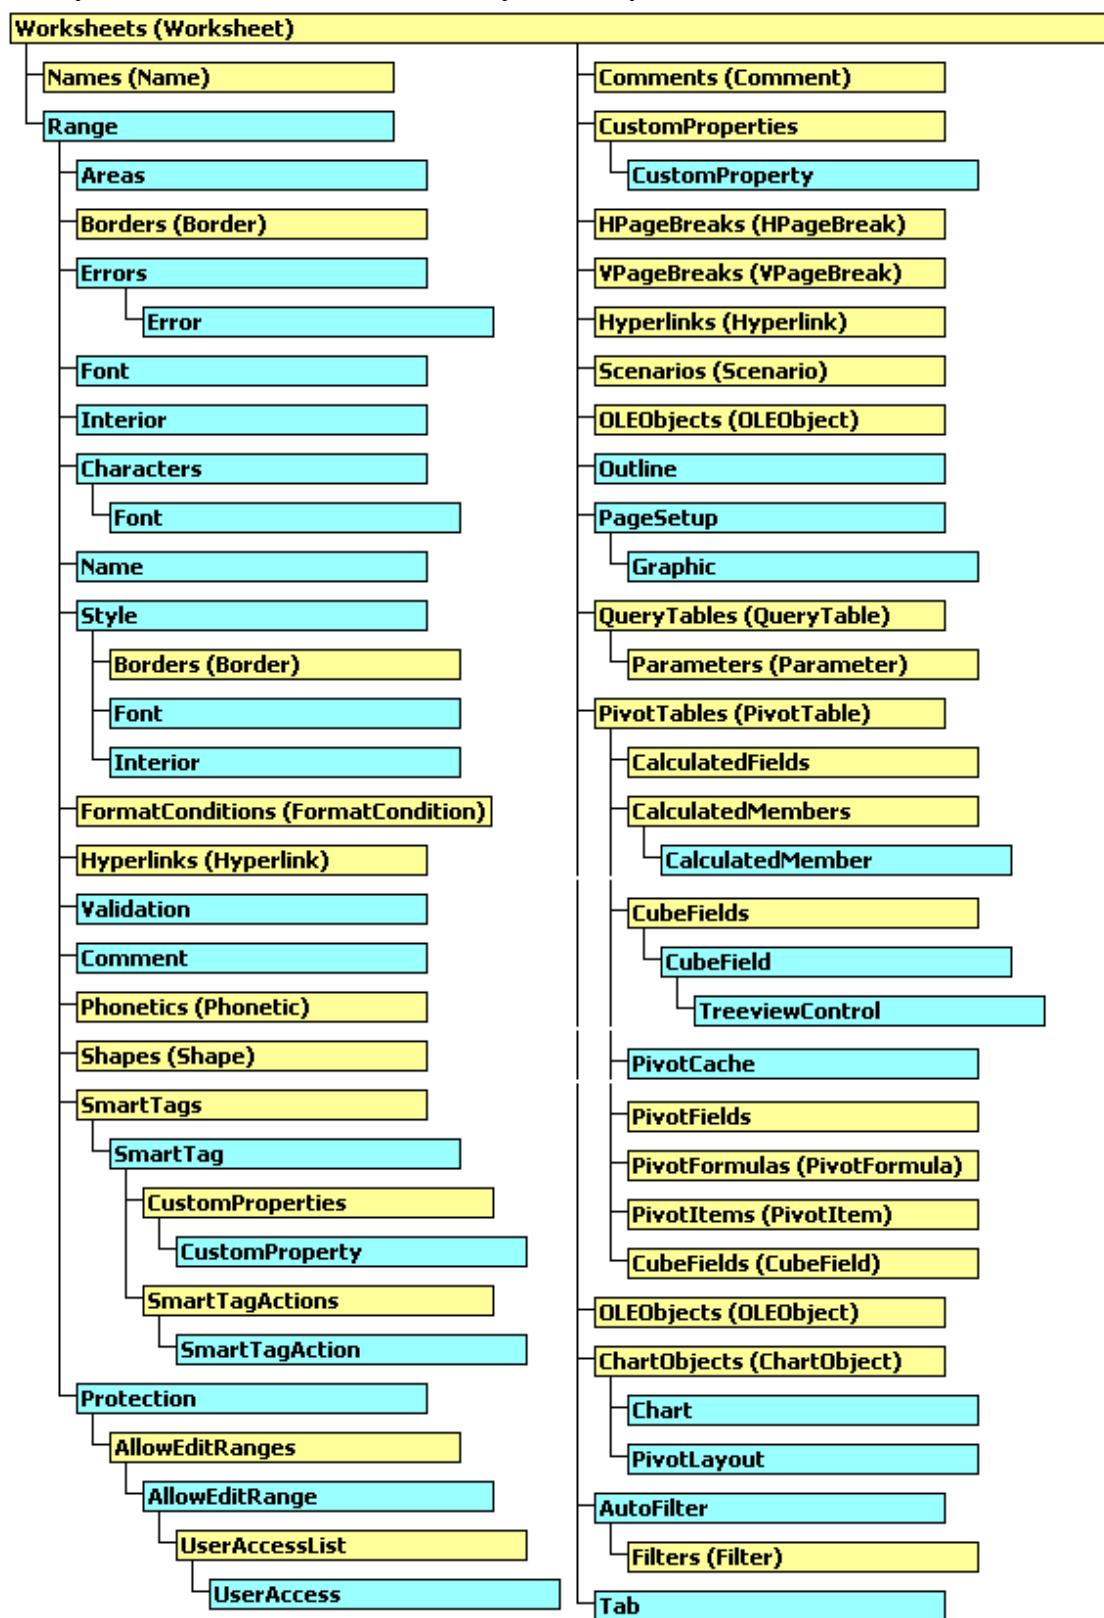 Worksheets (Worksheet)
Names (Name)
Range
Areas
Borders (Border)
Errors
Error
Font
Interior
Characters
Font
Name
Style
Borders (Border)
Font
Interior
FormatConditions (FormatCondition)
Hyperlinks (Hyperlink)
Validation
Comment
Phonetics (Phonetic)
Shapes (Shape)
SmartTags
SmartTag
CustomProperties
CustomProperty
SmartTagActions
SmartTagAction
Protection
AllowEditRanges
AllowEditRange
UserAccessList
UserAccess
Comments (Comment)
CustomProperties
CustomProperty
HPageBreaks (HPageBreak)
VPageBreaks (VPageBreak)
Hyperlinks (Hyperlink)
Scenarios (Scenario)
OLEObjects (OLEObject)
Outline
PageSetup
Graphic
QueryTables (QueryTable)
Parameters (Parameter)
PivotTables (PivotTable)
CalculatedFields
CalculatedMembers
CalculatedMember
CubeFields
CubeField
TreeviewControl
PivotCache
PivotFields
PivotFormulas (PivotFormula)
PivotItems (PivotItem)
CubeFields (CubeField)
OLEObjects (OLEObject)
ChartObjects (ChartObject)
Chart
PivotLayout
AutoFilter
Filters (Filter)
Tab